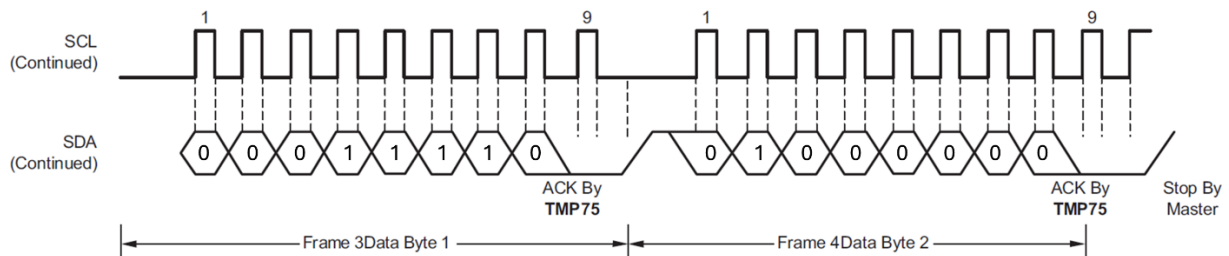 1 9 1 9
SCL
(Continued)
SDA
(Continued)
0 0 0 1 1 1 1 0 0 1 0 0 0 0 0 0
ACK By
TMP75
ACK By
TMP75
Stop By
Master
Frame 3Data Byte 1
Frame 4Data Byte 2